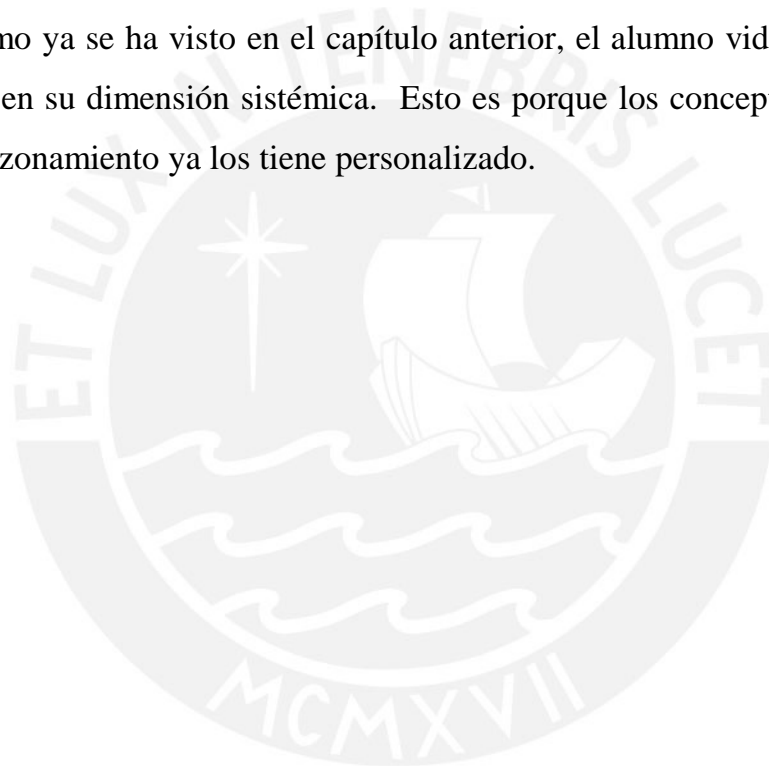 mo ya se ha visto en el capítulo anterior, el alumno vid
en su dimensión sistémica. Esto es porque los concep
zonamiento ya los tiene personalizado.
ET LUX IN TENEBRIS LUCET
MCMXVII